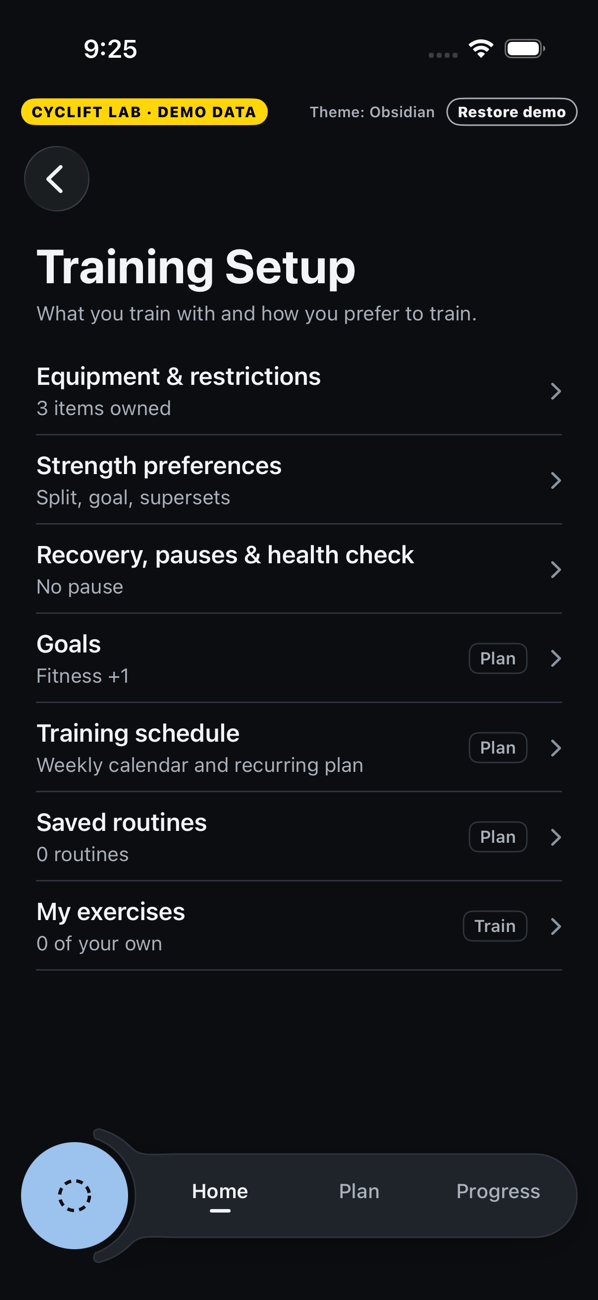 9:25
CYCLIFT LAB · DEMO DATA
Theme: Obsidian
Restore demo
Training Setup
What you train with and how you prefer to train.
Equipment & restrictions
3 items owned
Strength preferences
Split, goal, supersets
Recovery, pauses & health check
No pause
Goals
Fitness +1
Plan
Training schedule
Weekly calendar and recurring plan
Plan
Saved routines
0 routines
Plan
My exercises
0 of your own
Train
Home
Plan
Progress